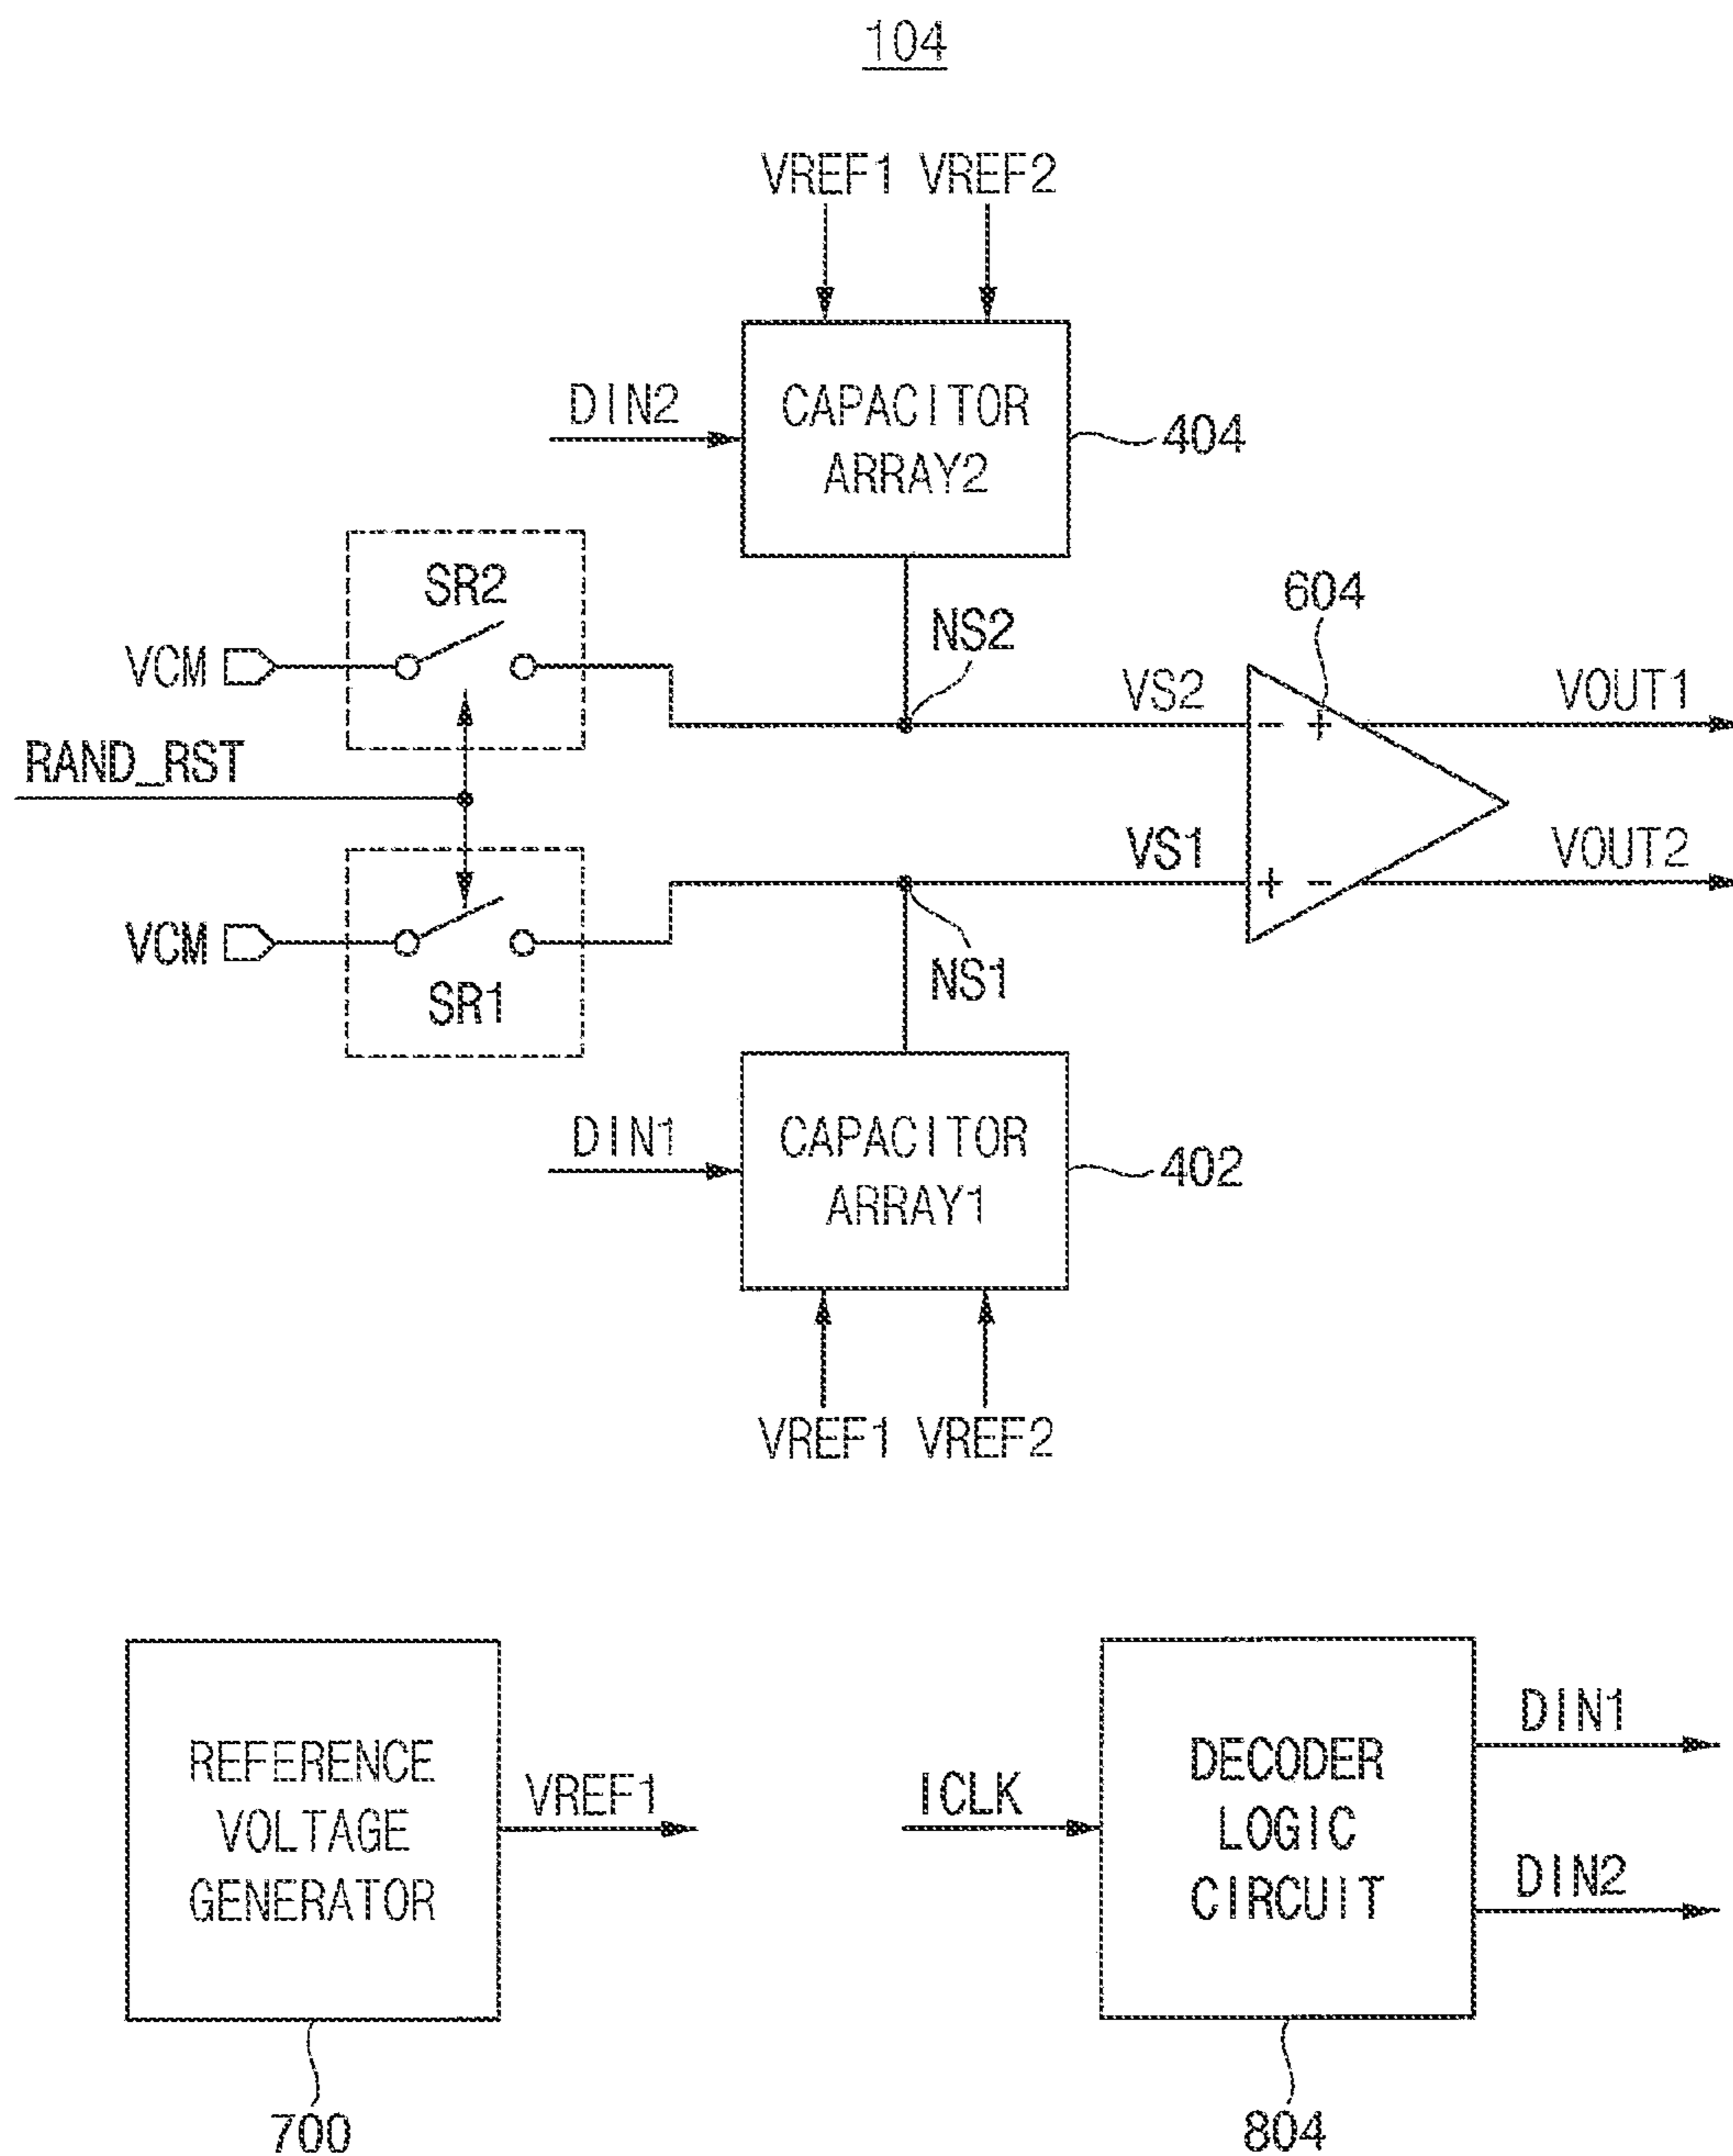 104
VREF1 VREF2
DIN2
CAPACITOR
ARRAY2
404
SR2
NS2
604
VCM
VS2
- +
VOUT1
RAND_RST
VS1
+ -
VOUT2
VCM
SR1
NS1
DIN1
CAPACITOR
ARRAY1
402
VREF1 VREF2
REFERENCE
VOLTAGE
GENERATOR
VREF1
700
ICLK
DECODER
LOGIC
CIRCUIT
DIN1
DIN2
804